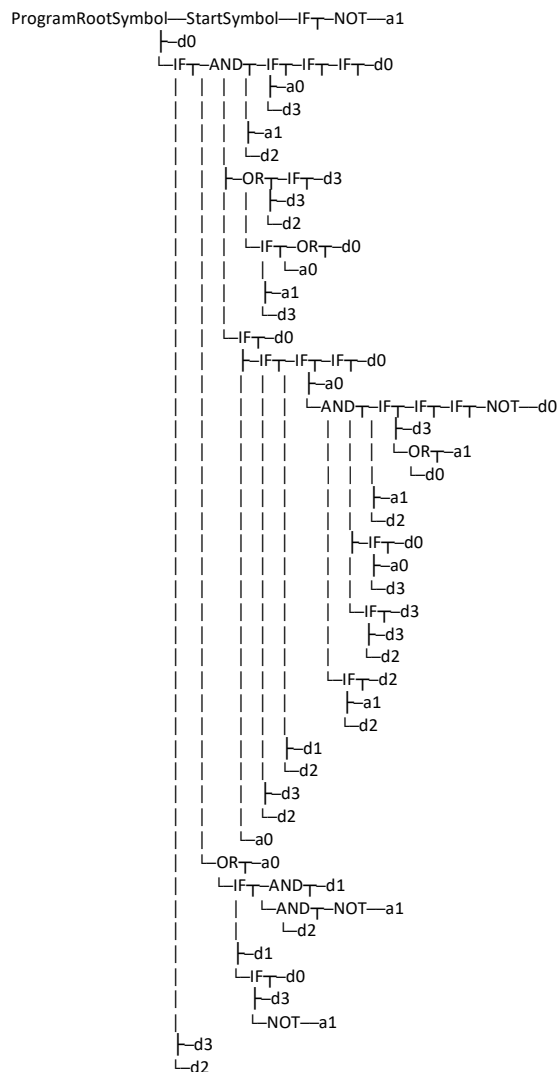 ProgramRootSymbol—StartSymbol—IF┬─NOT—a1
├─d0
└─IF┬─AND┬─IF┬─IF┬─IF┬─d0
├─a0
└─d3
├─a1
└─d2
├─OR┬─IF┬─d3
├─d3
└─d2
└─IF┬─OR┬─d0
└─a0
├─a1
└─d3
└─IF┬─d0
├─IF┬─IF┬─IF┬─d0
├─a0
└─AND┬─IF┬─IF┬─IF┬─NOT—d0
├─d3
└─OR┬─a1
└─d0
├─a1
└─d2
├─IF┬─d0
├─a0
└─d3
└─IF┬─d3
├─d3
└─d2
└─IF┬─d2
├─a1
└─d2
├─d1
└─d2
├─d3
└─d2
└─a0
└─OR┬─a0
└─IF┬─AND┬─d1
└─AND┬─NOT—a1
└─d2
├─d1
└─IF┬─d0
├─d3
└─NOT—a1
├─d3
└─d2